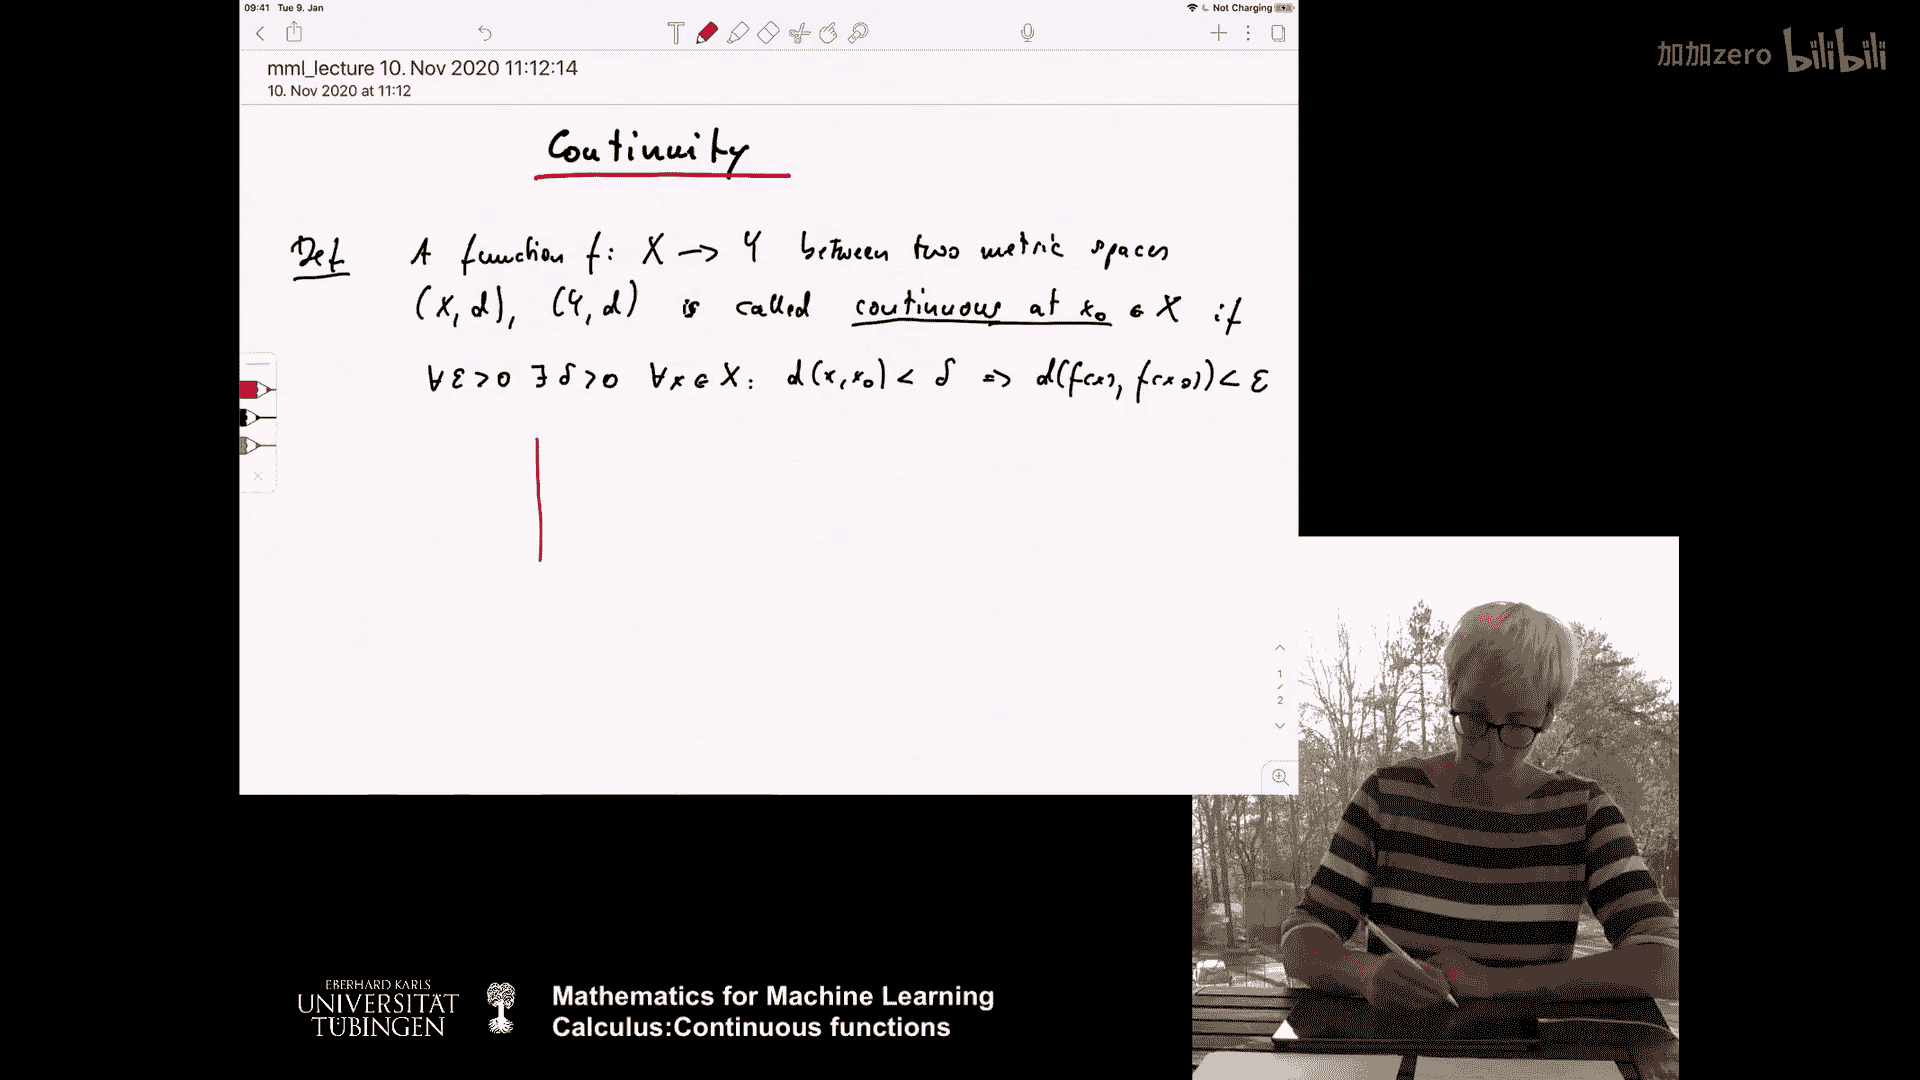 09:41 Tue 9. Jan
Not Charging
加加zero bilibili
mml_lecture 10. Nov 2020 11:12:14
10. Nov 2020 at 11:12
Continuity
Def A function f: X → Y between two metric spaces
(X,d), (Y,d) is called continuous at x₀ ∈ X if
∀ε>0 ∃δ>0 ∀x∈X: d(x,x₀) < δ ⇒ d(f(x), f(x₀)) < ε
1
/
2
EBERHARD KARLS
UNIVERSITÄT
TÜBINGEN
Mathematics for Machine Learning
Calculus:Continuous functions